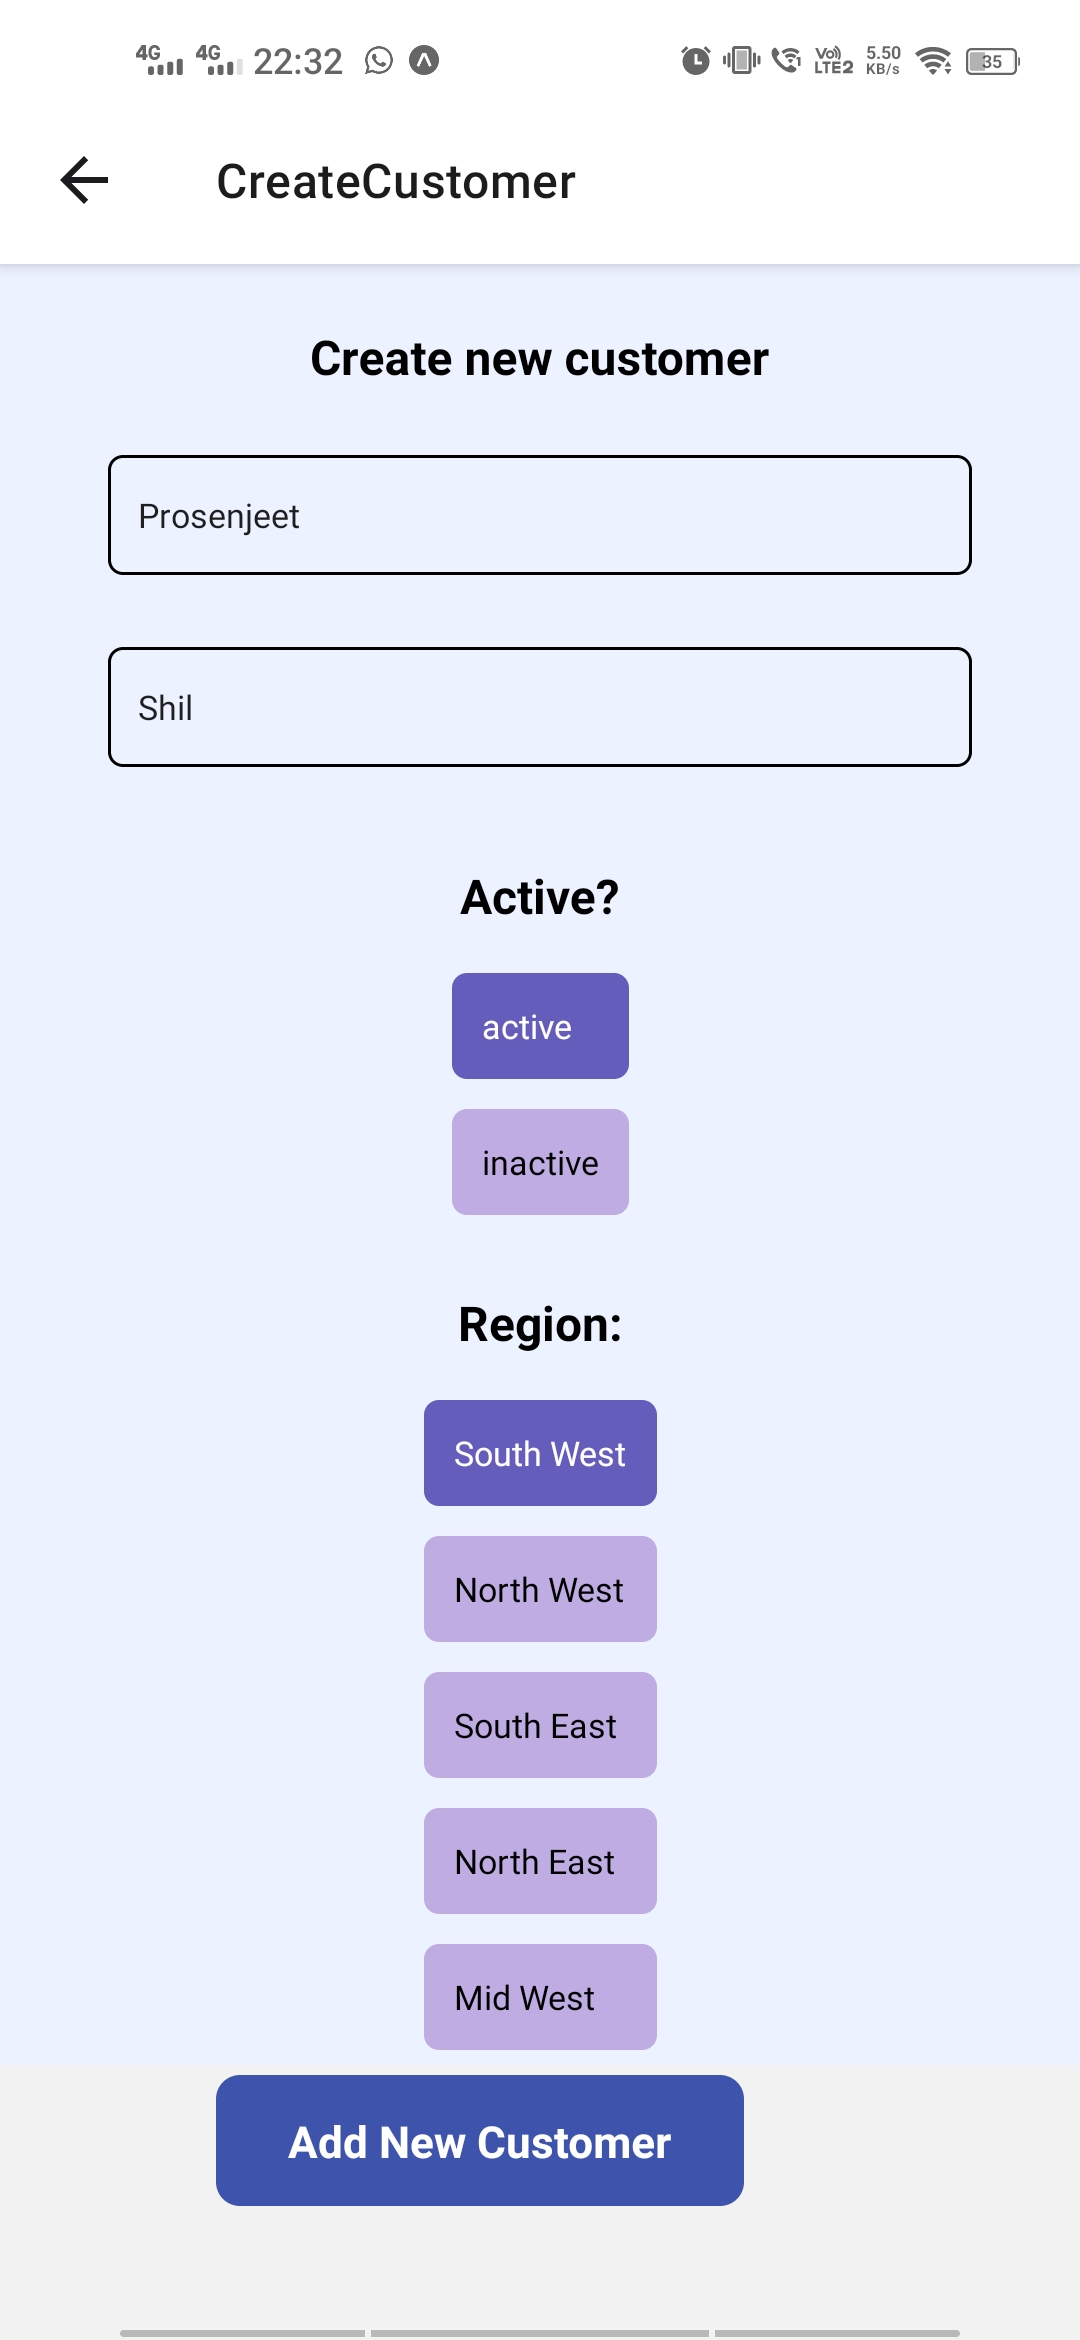 4G 4G 22:32 Vo)) LTE2 5.50 KB/s 35
CreateCustomer
Create new customer
Prosenjeet
Shil
Active?
active
inactive
Region:
South West
North West
South East
North East
Mid West
Add New Customer